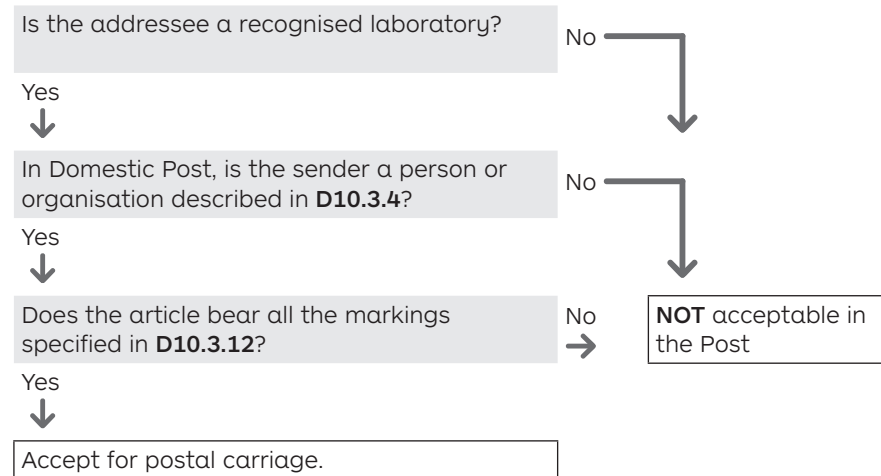 Is the addressee a recognised laboratory?
No
Yes
In Domestic Post, is the sender a person or
organisation described in D10.3.4?
No
Yes
Does the article bear all the markings
specified in D10.3.12?
No
NOT acceptable in
the Post
Yes
Accept for postal carriage.